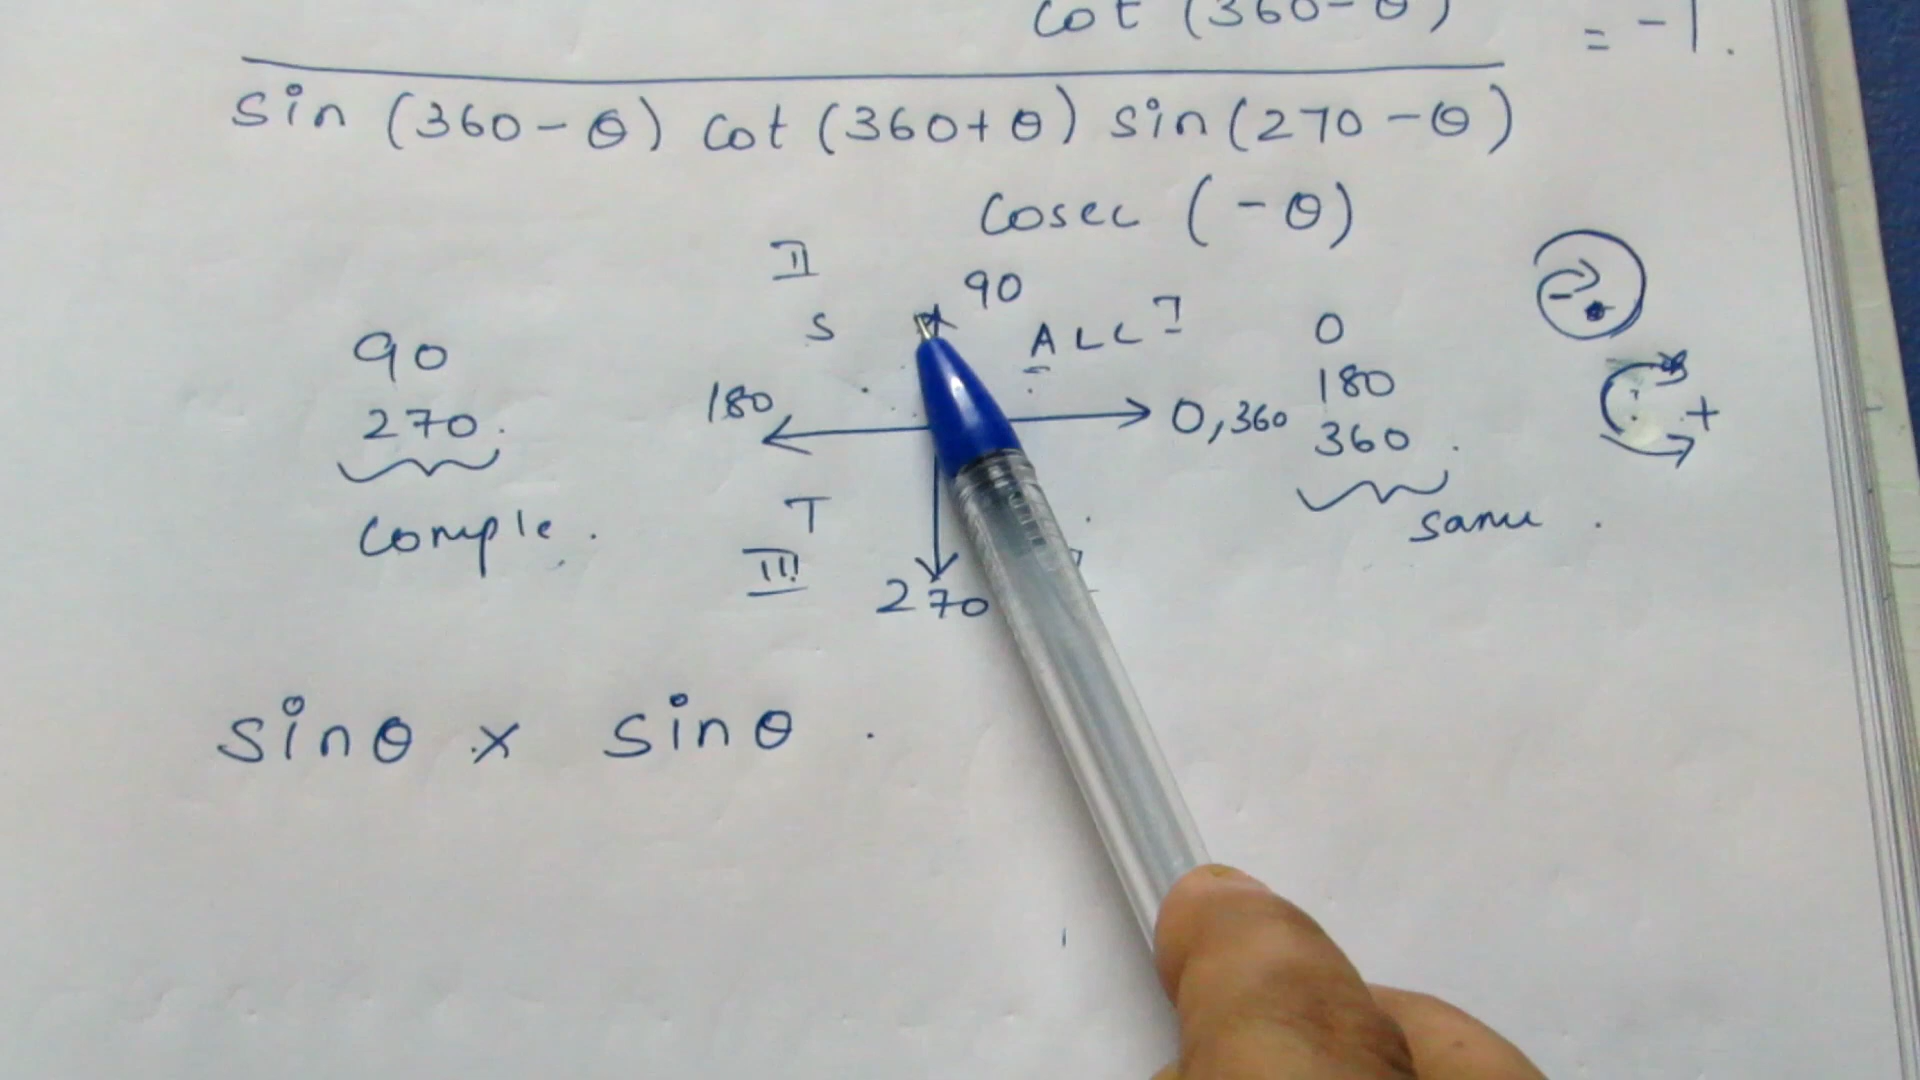 cot (360-θ)
= -1.
sin (360-θ) cot (360+θ) sin (270-θ)
cosec (-θ)
II
90
S
ALL I
90
270.
comple.
180
0,360
0
180
360.
same.
-
+
T
III
270
sinθ × sinθ.